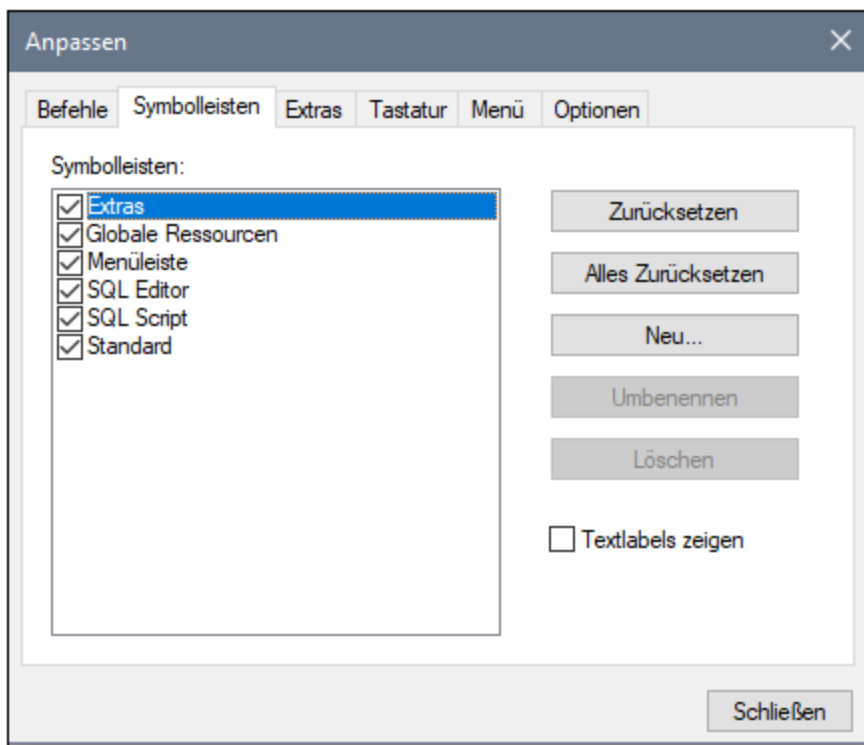 Anpassen
Befehle Symbolleisten Extras Tastatur Menü Optionen
Symbolleisten:
Extras
Globale Ressourcen
Menüleiste
SQL Editor
SQL Script
Standard
Zurücksetzen
Alles Zurücksetzen
Neu...
Umbenennen
Löschen
Textlabels zeigen
Schließen